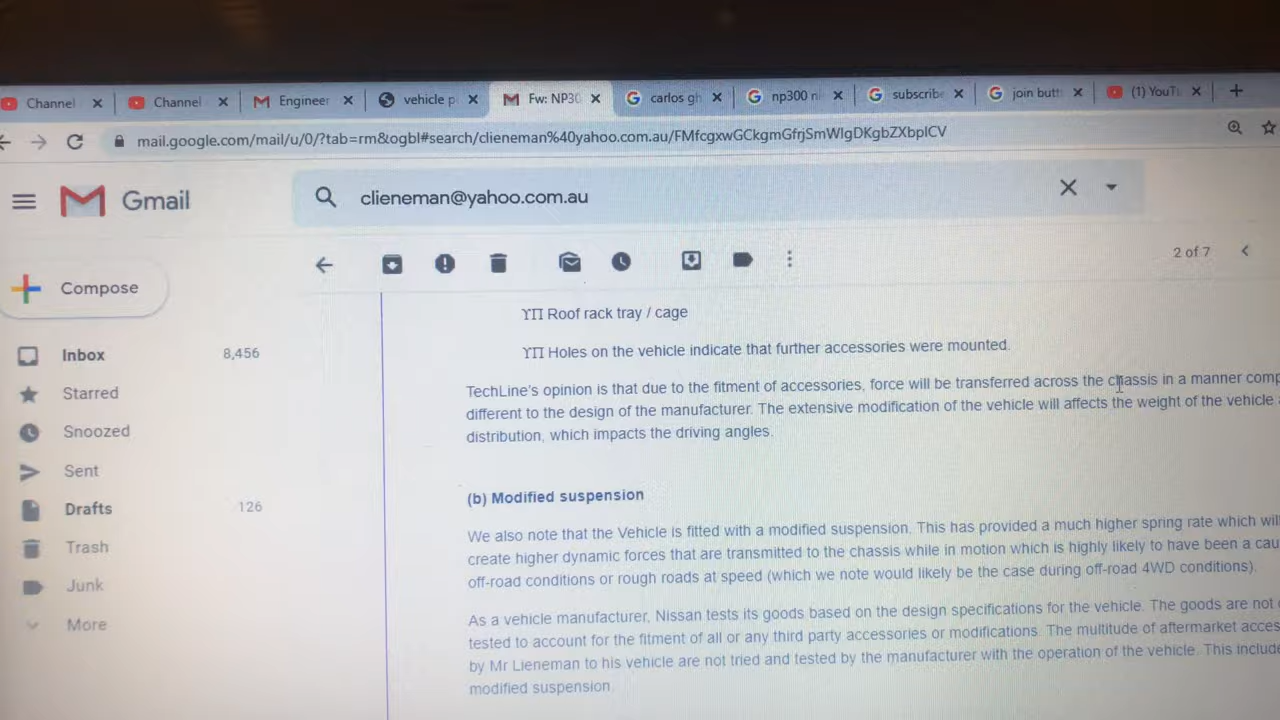 Channel
Channel
Engineer
vehicle p
Fw: NP30
carlos gh
np300 n
subscribe
join butt
(1) YouTu
mail.google.com/mail/u/0/?tab=rm&ogbl#search/clieneman%40yahoo.com.au/FMfcgxwGCkgmGfrjSmWlgDKgbZXbplCV
Gmail
clieneman@yahoo.com.au
2 of 7
Compose
Inbox 8,456
Starred
Snoozed
Sent
Drafts 126
Trash
Junk
More
ΥΠ Roof rack tray / cage
ΥΠ Holes on the vehicle indicate that further accessories were mounted.
TechLine's opinion is that due to the fitment of accessories, force will be transferred across the chassis in a manner comp
different to the design of the manufacturer. The extensive modification of the vehicle will affects the weight of the vehicle
distribution, which impacts the driving angles.
(b) Modified suspension
We also note that the Vehicle is fitted with a modified suspension. This has provided a much higher spring rate which will
create higher dynamic forces that are transmitted to the chassis while in motion which is highly likely to have been a cau
off-road conditions or rough roads at speed (which we note would likely be the case during off-road 4WD conditions).
As a vehicle manufacturer, Nissan tests its goods based on the design specifications for the vehicle. The goods are not
tested to account for the fitment of all or any third party accessories or modifications. The multitude of aftermarket acces
by Mr Lieneman to his vehicle are not tried and tested by the manufacturer with the operation of the vehicle. This include
modified suspension.